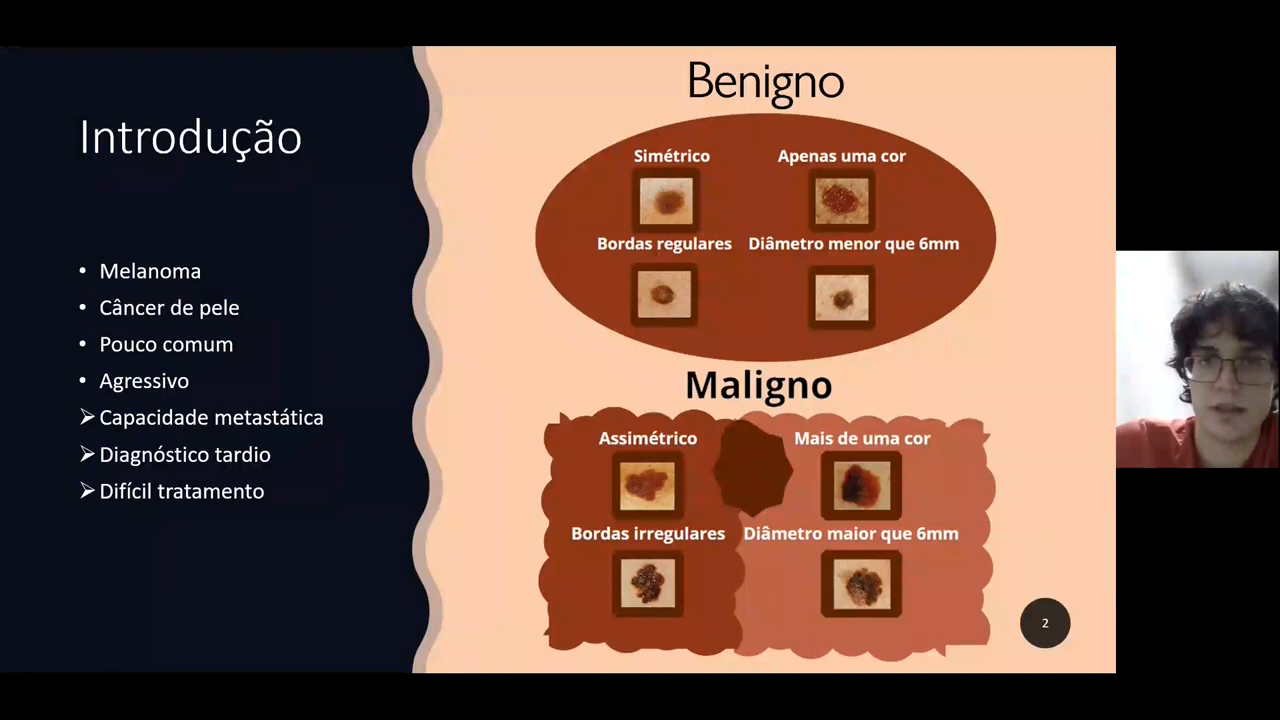 Introdução
• Melanoma
• Câncer de pele
• Pouco comum
• Agressivo
➢ Capacidade metastática
➢ Diagnóstico tardio
➢ Difícil tratamento
Benigno
Simétrico
Apenas uma cor
Bordas regulares
Diâmetro menor que 6mm
Maligno
Assimétrico
Mais de uma cor
Bordas irregulares
Diâmetro maior que 6mm
2